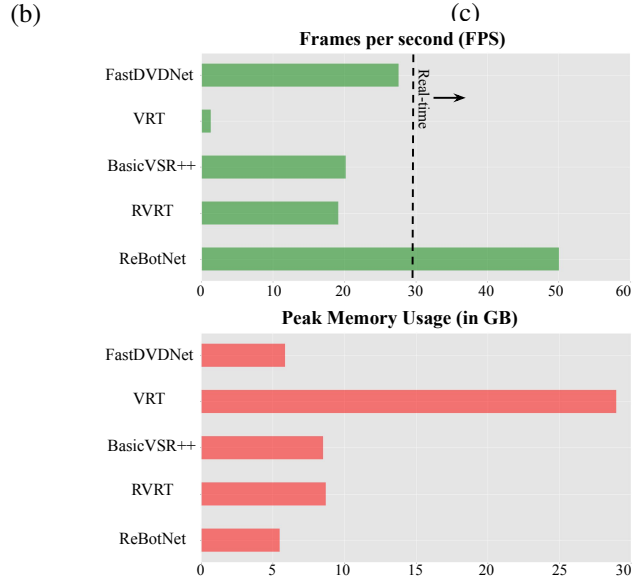 (b)
(c)
Frames per second (FPS)
FastDVDNet
VRT
BasicVSR++
RVRT
ReBotNet
Real-time
0 10 20 30 40 50 60
Peak Memory Usage (in GB)
FastDVDNet
VRT
BasicVSR++
RVRT
ReBotNet
0 5 10 15 20 25 30